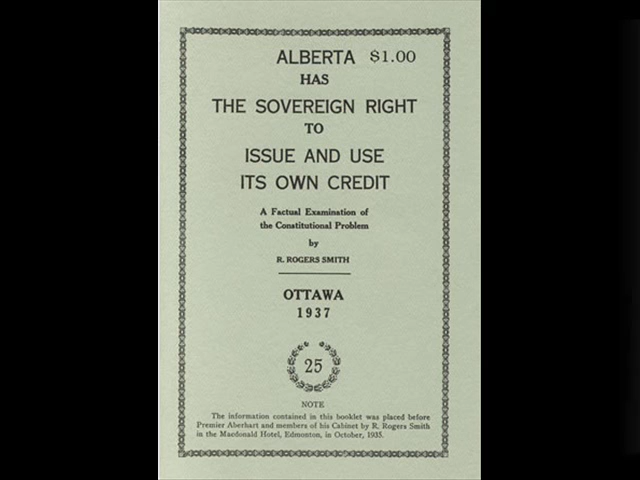 ALBERTA $1.00
HAS
THE SOVEREIGN RIGHT
TO
ISSUE AND USE
ITS OWN CREDIT
A Factual Examination of
the Constitutional Problem
by
R. ROGERS SMITH
OTTAWA
1937
25
NOTE
The information contained in this booklet was placed before
Premier Aberhart and members of his Cabinet by R. Rogers Smith
in the Macdonald Hotel, Edmonton, in October, 1935.